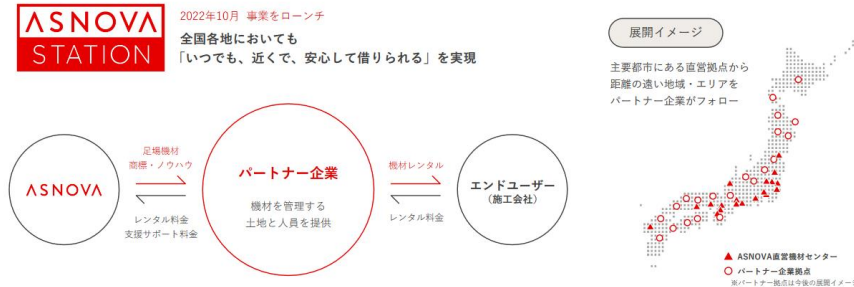 ASNOVA
STATION
2022年10月 事業をローンチ
全国各地においても
「いつでも、近くで、安心して借りられる」を実現
ASNOVA
足場機材
商標・ノウハウ
レンタル料金
支援サポート料金
パートナー企業
機材を管理する
土地と人員を提供
機材レンタル
レンタル料金
エンドユーザー
（施工会社）
展開イメージ
主要都市にある直営拠点から
距離の遠い地域・エリアを
パートナー企業がフォロー
ASNOVA直営機材センター
パートナー企業拠点
※パートナー拠点は今後の展開イメージ